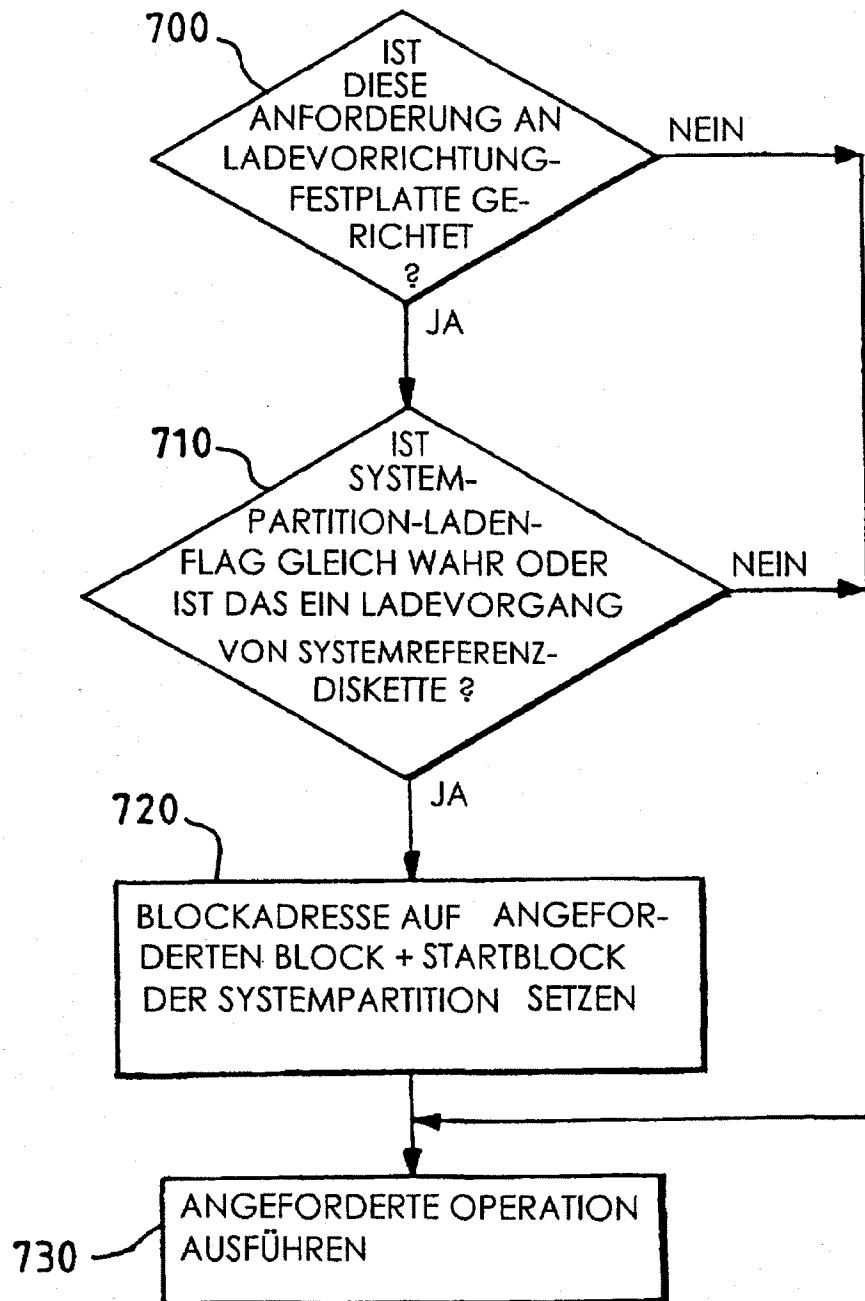 700
IST
DIESE
ANFORDERUNG AN
LADEVORRICHTUNG-
FESTPLATTE GE-
RICHTET
?
NEIN
JA
710
IST
SYSTEM-
PARTITION-LADEN-
FLAG GLEICH WAHR ODER
IST DAS EIN LADEVORGANG
VON SYSTEMREFERENZ-
DISKETTE ?
NEIN
JA
720
BLOCKADRESSE AUF ANGEFOR-
DERTEN BLOCK + STARTBLOCK
DER SYSTEMPARTITION SETZEN
730
ANGEFORDERTE OPERATION
AUSFÜHREN